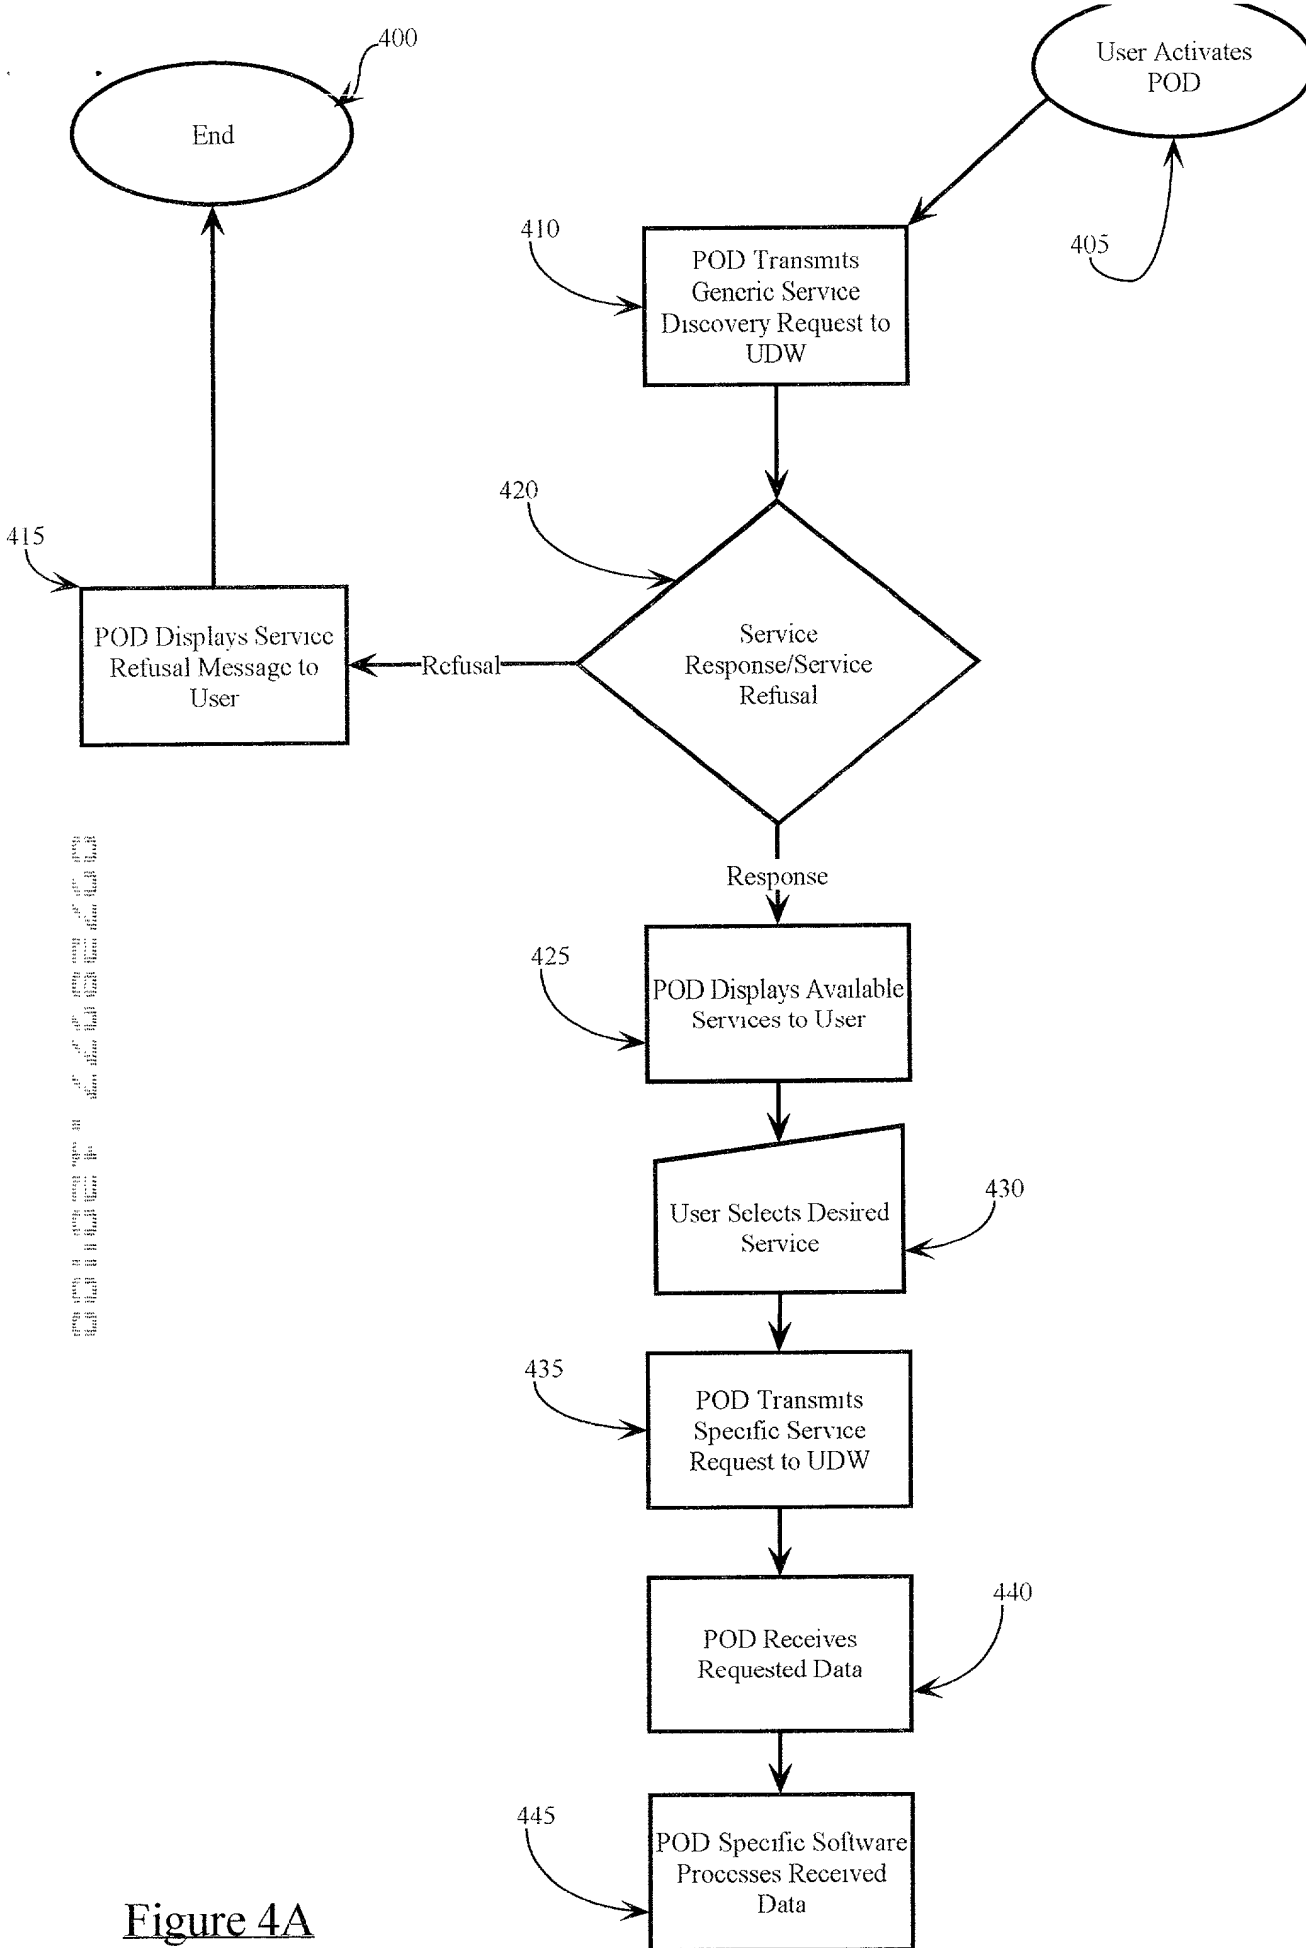 400
End
User Activates
POD
405
410
POD Transmits
Generic Service
Discovery Request to
UDW
420
415
POD Displays Service
Refusal Message to
User
Refusal
Service
Response/Service
Refusal
Response
425
POD Displays Available
Services to User
430
User Selects Desired
Service
435
POD Transmits
Specific Service
Request to UDW
440
POD Receives
Requested Data
445
POD Specific Software
Processes Received
Data
Figure 4A